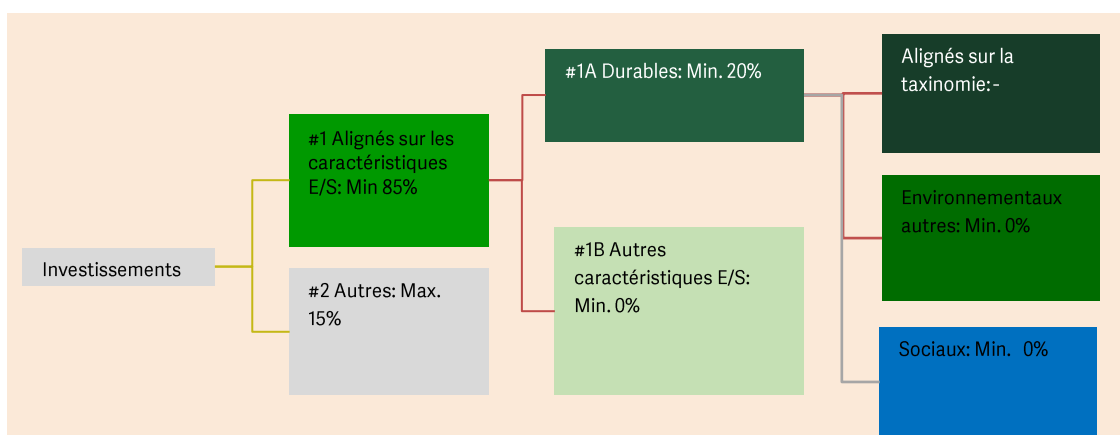 Investissements
#1 Alignés sur les
caractéristiques
E/S: Min 85%
#2 Autres: Max.
15%
#1A Durables: Min. 20%
#1B Autres
caractéristiques E/S:
Min. 0%
Alignés sur la
taxinomie:-
Environnementaux
autres: Min. 0%
Sociaux: Min. 0%